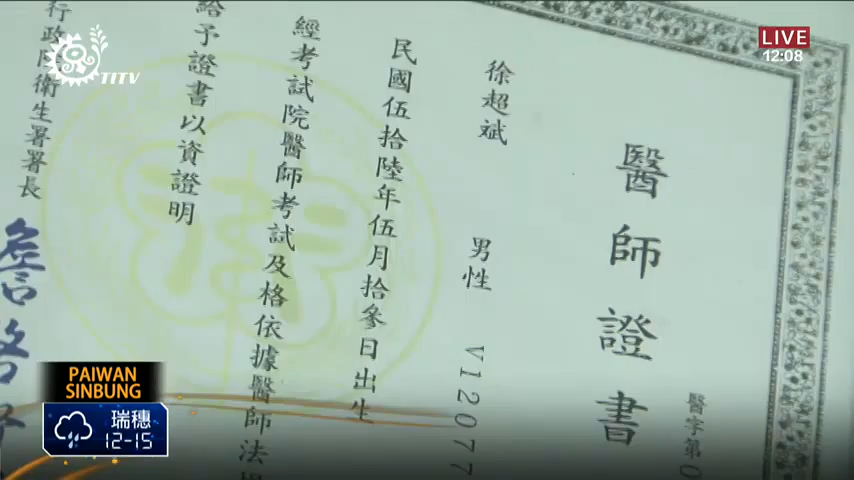 醫師證書
醫字第0
徐超斌 男性 V12077
民國伍拾陸年伍月拾參日出生
經考試院醫師考試及格依據醫師法規
給予證書以資證明
行政院衛生署署長
TITV
LIVE
12:08
PAIWAN
SINBUNG
瑞穗
12-15